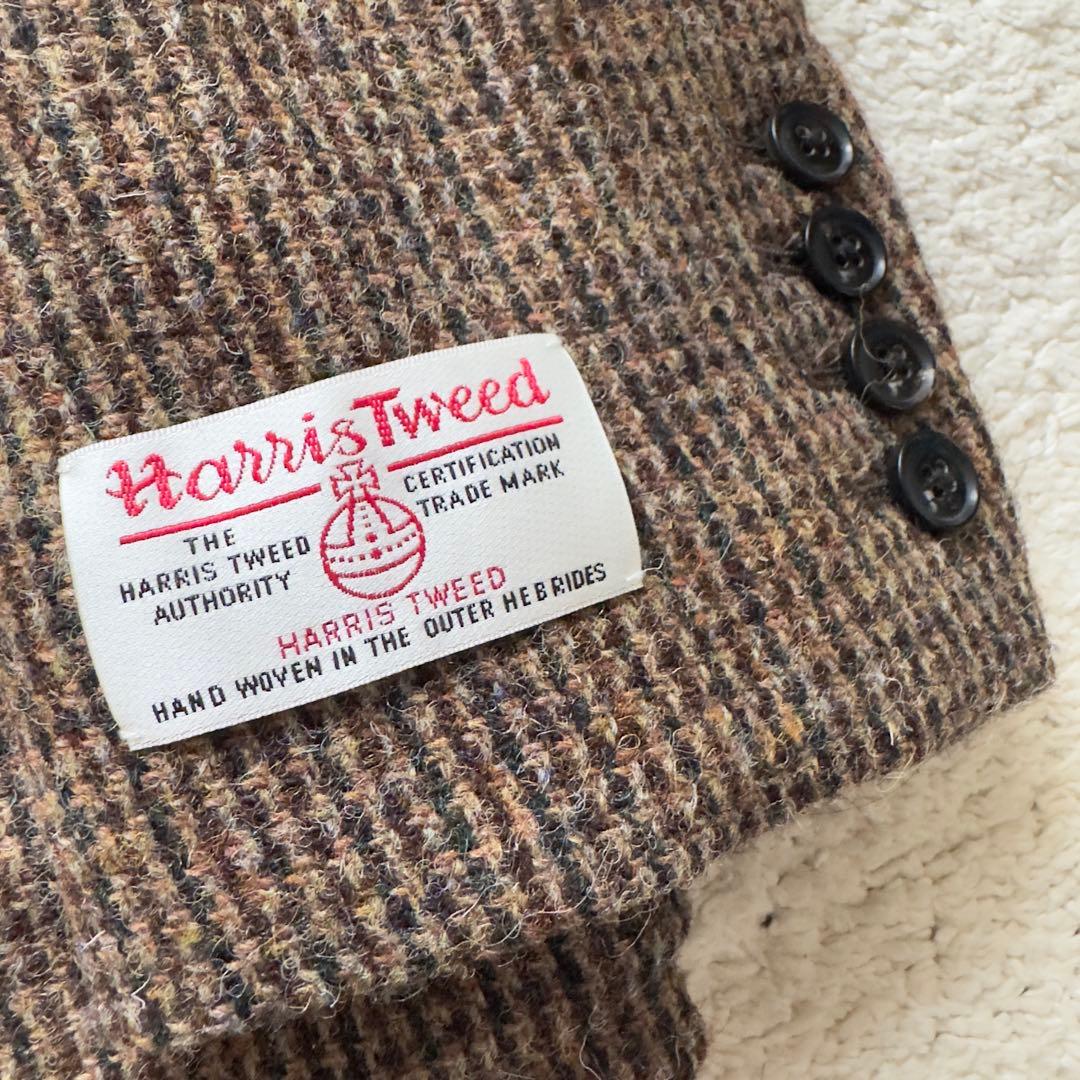 Harris Tweed
THE
HARRIS TWEED
AUTHORITY
CERTIFICATION
TRADE MARK
HARRIS TWEED
HAND WOVEN IN THE OUTER HEBRIDES